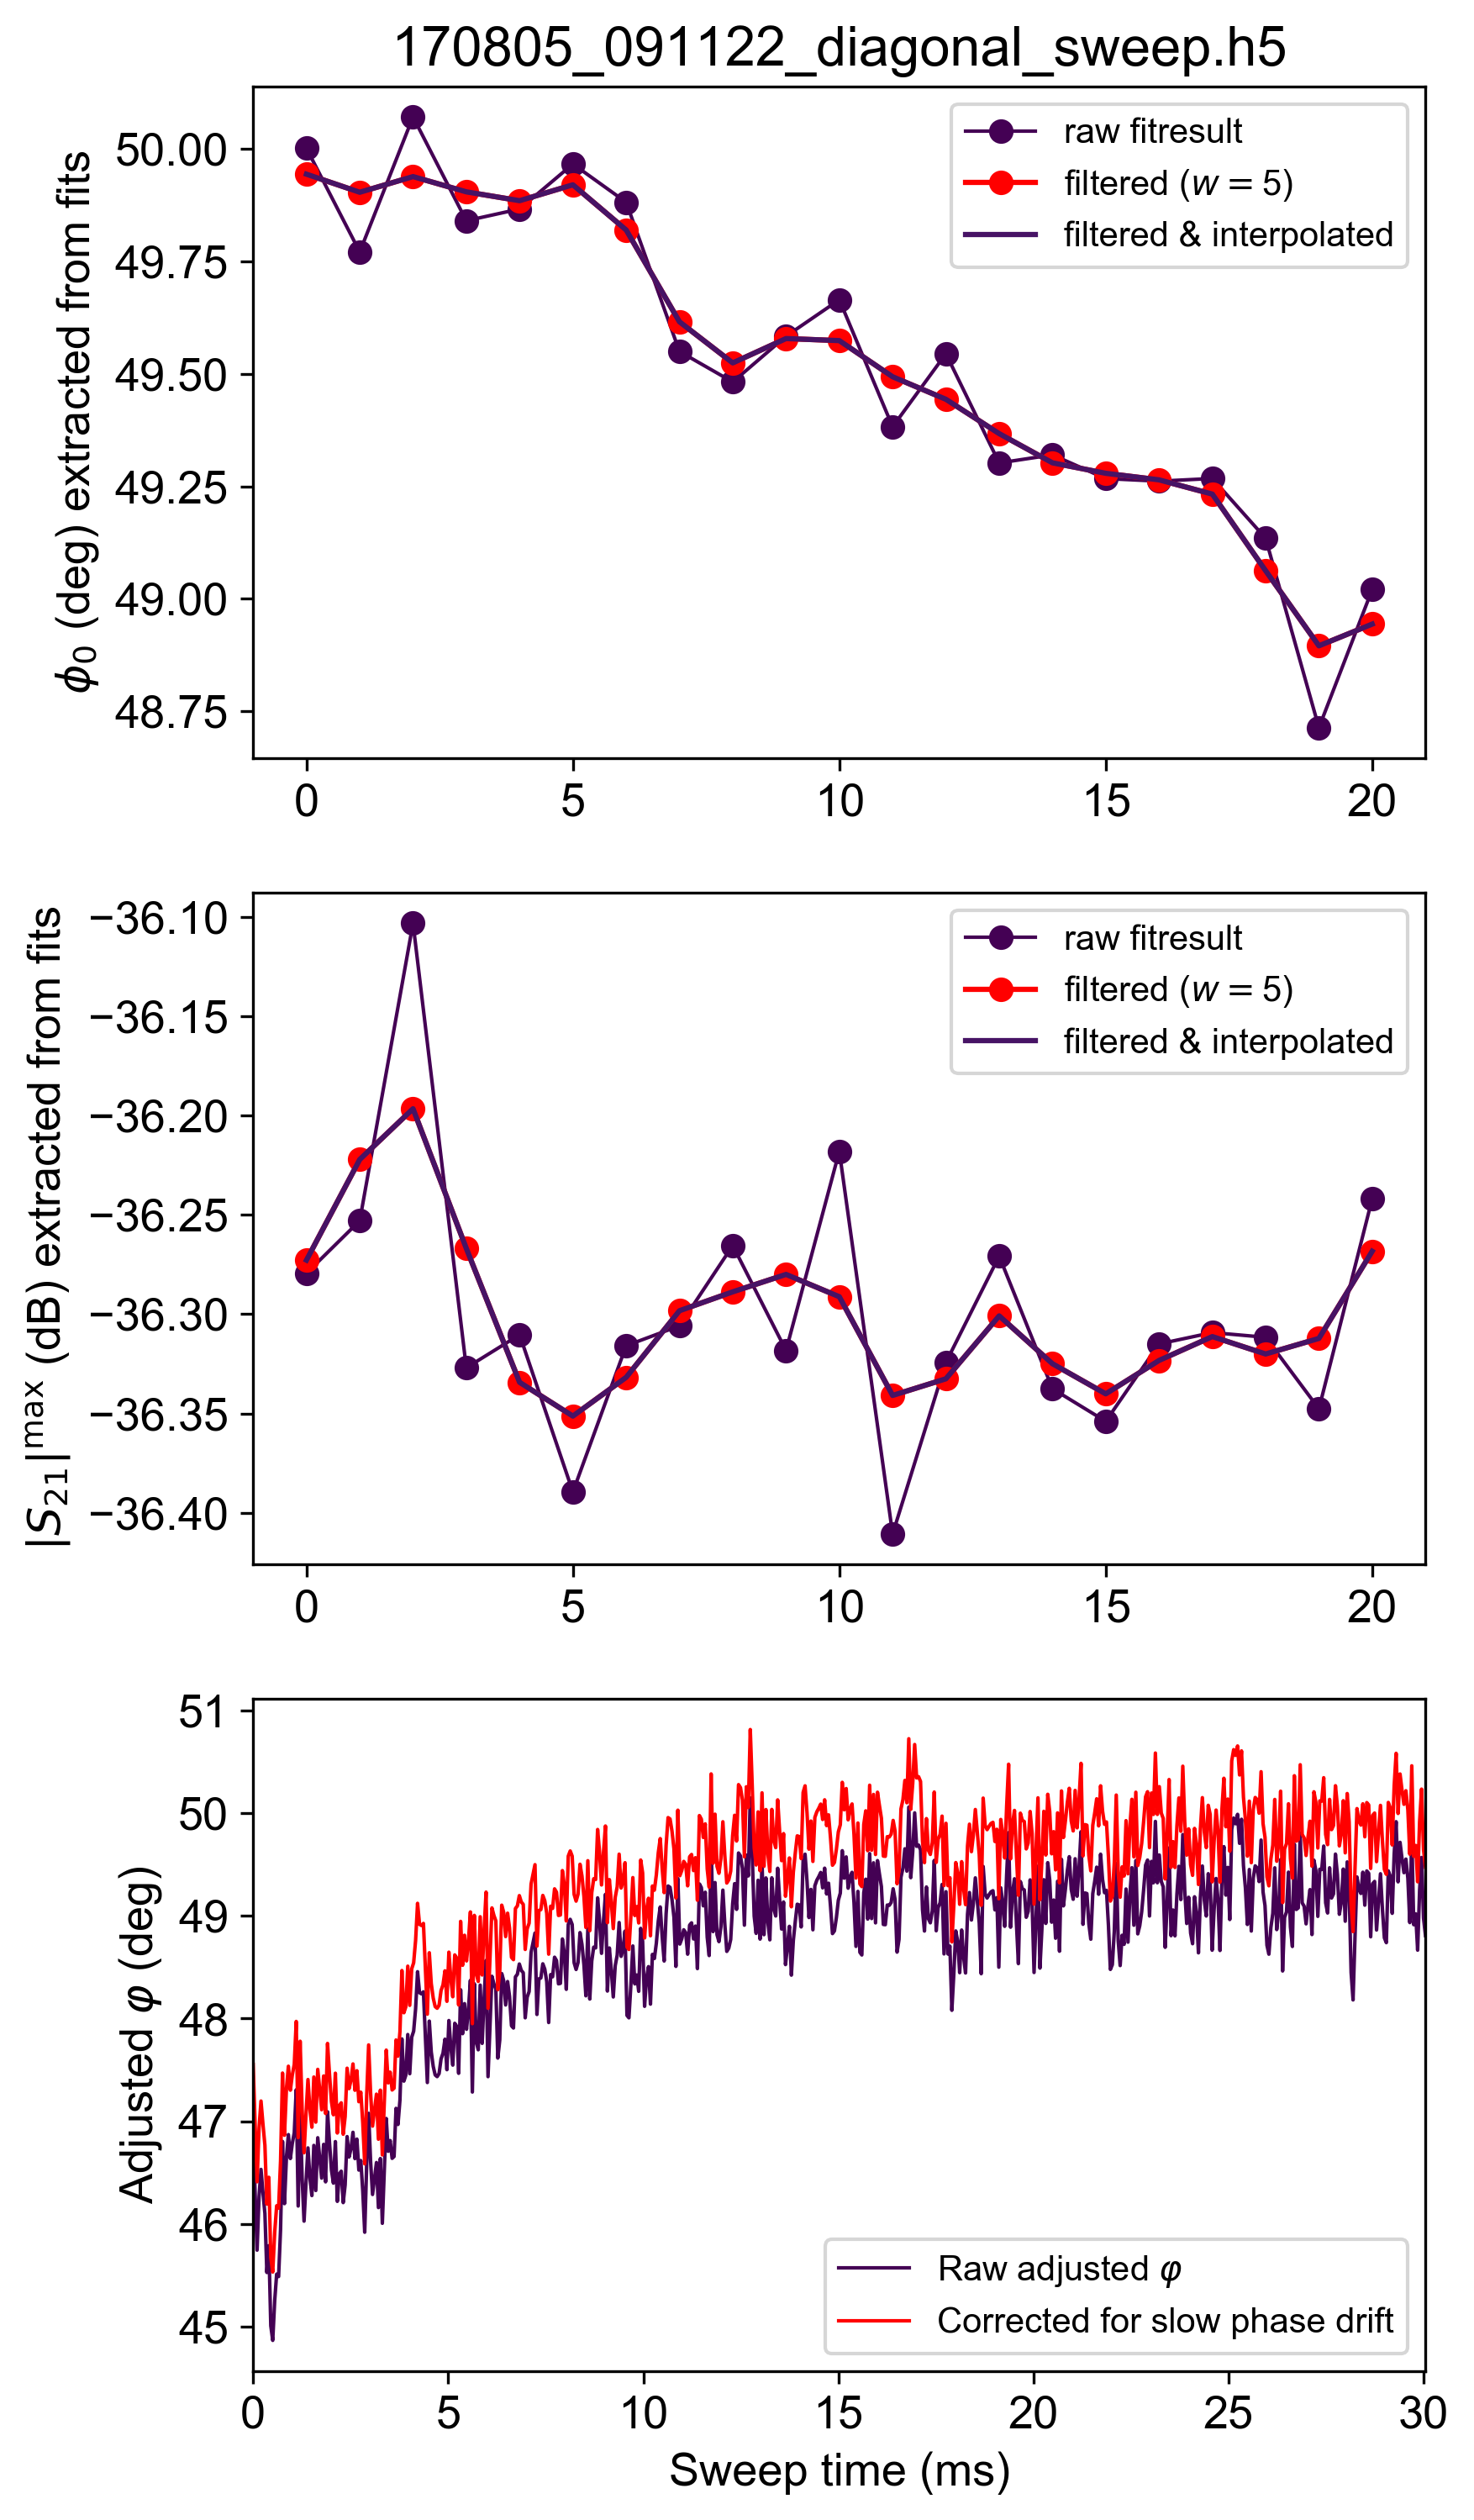 170805_091122_diagonal_sweep.h5
ϕ₀ (deg) extracted from fits
50.00
49.75
49.50
49.25
49.00
48.75
0 5 10 15 20
raw fitresult
filtered (w = 5)
filtered & interpolated
|S₂₁|ᵐᵃˣ (dB) extracted from fits
−36.10
−36.15
−36.20
−36.25
−36.30
−36.35
−36.40
0 5 10 15 20
raw fitresult
filtered (w = 5)
filtered & interpolated
Adjusted φ (deg)
51
50
49
48
47
46
45
0 5 10 15 20 25 30
Raw adjusted φ
Corrected for slow phase drift
Sweep time (ms)